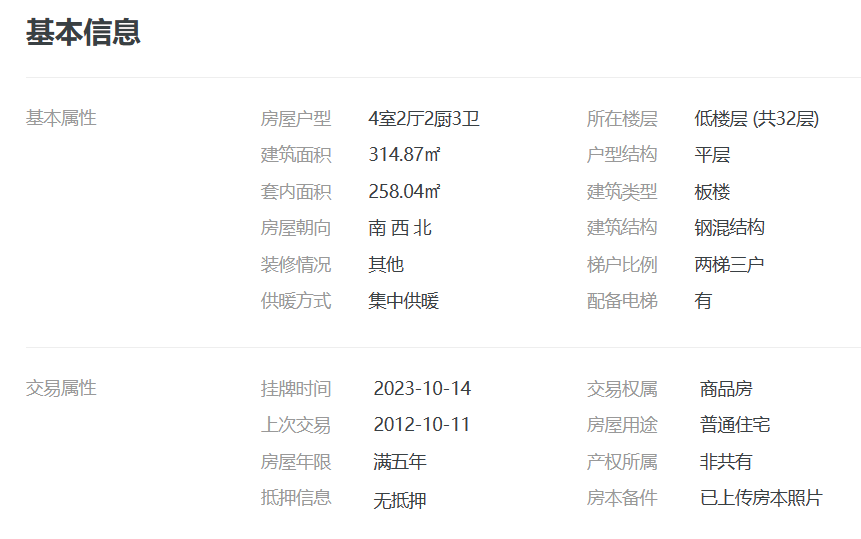 基本信息
基本属性 房屋户型 4室2厅2厨3卫 所在楼层 低楼层 (共32层)
建筑面积 314.87㎡ 户型结构 平层
套内面积 258.04㎡ 建筑类型 板楼
房屋朝向 南 西 北 建筑结构 钢混结构
装修情况 其他 梯户比例 两梯三户
供暖方式 集中供暖 配备电梯 有
交易属性 挂牌时间 2023-10-14 交易权属 商品房
上次交易 2012-10-11 房屋用途 普通住宅
房屋年限 满五年 产权所属 非共有
抵押信息 无抵押 房本备件 已上传房本照片